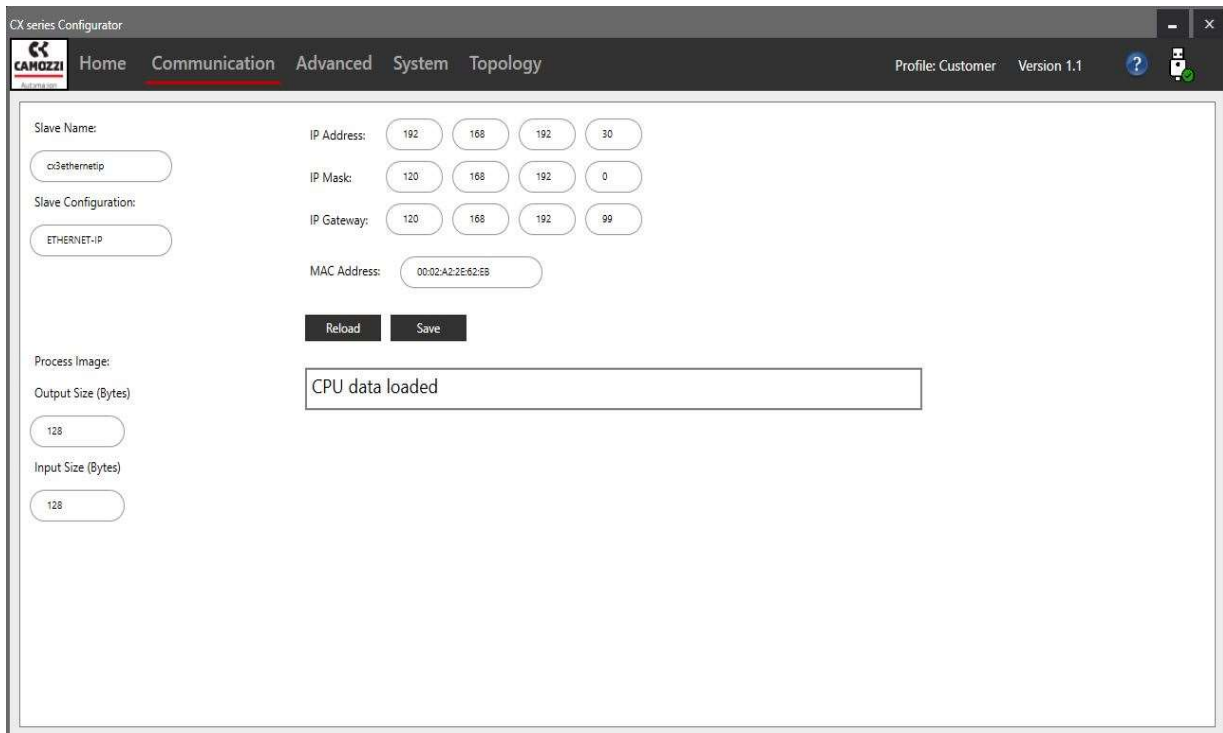 CX series Configurator
CAMOZZI
Automation
Home Communication Advanced System Topology
Profile: Customer Version 1.1
?
Slave Name:
cx3ethernetip
Slave Configuration:
ETHERNET-IP
IP Address: 192 168 192 30
IP Mask: 120 168 192 0
IP Gateway: 120 168 192 99
MAC Address: 00:02:A2:2E:62:EB
Reload Save
CPU data loaded
Process Image:
Output Size (Bytes)
128
Input Size (Bytes)
128